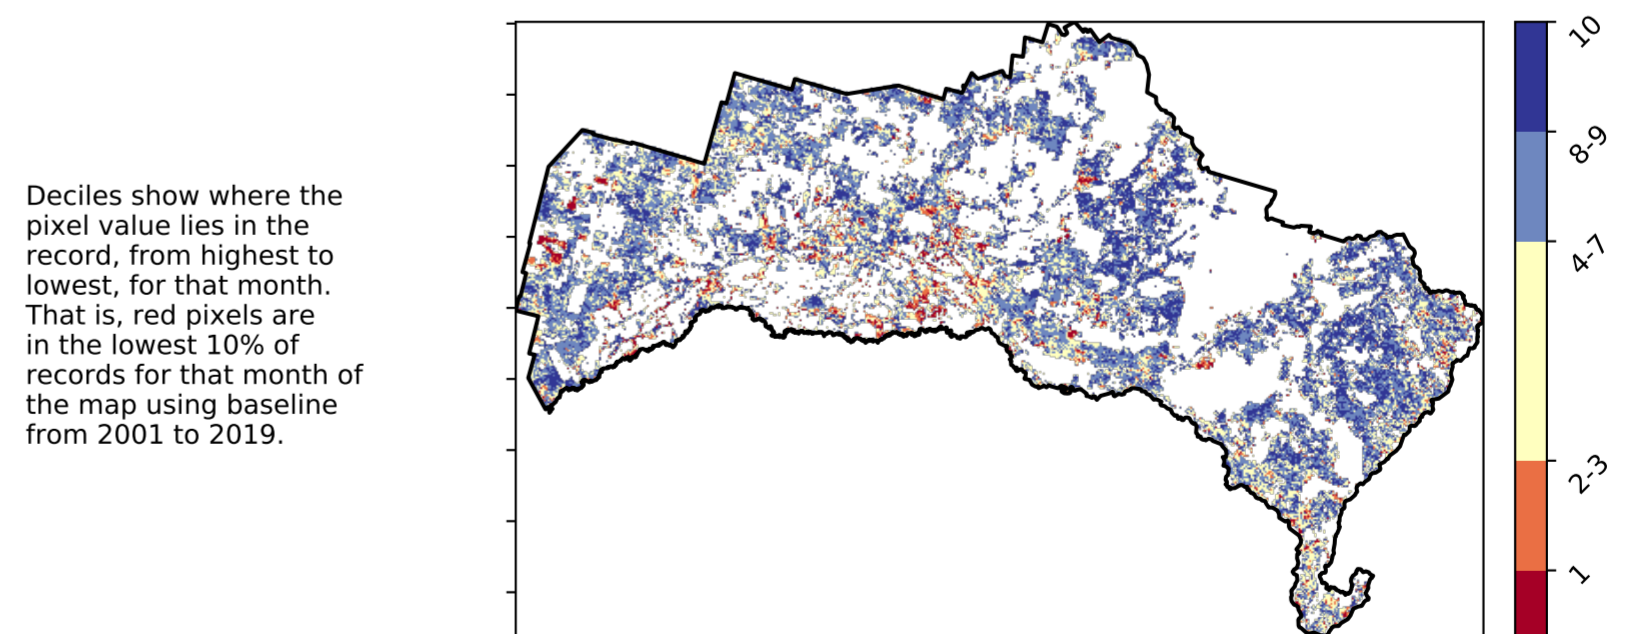 Deciles show where the
pixel value lies in the
record, from highest to
lowest, for that month.
That is, red pixels are
in the lowest 10% of
records for that month of
the map using baseline
from 2001 to 2019.
10
8-9
4-7
2-3
1